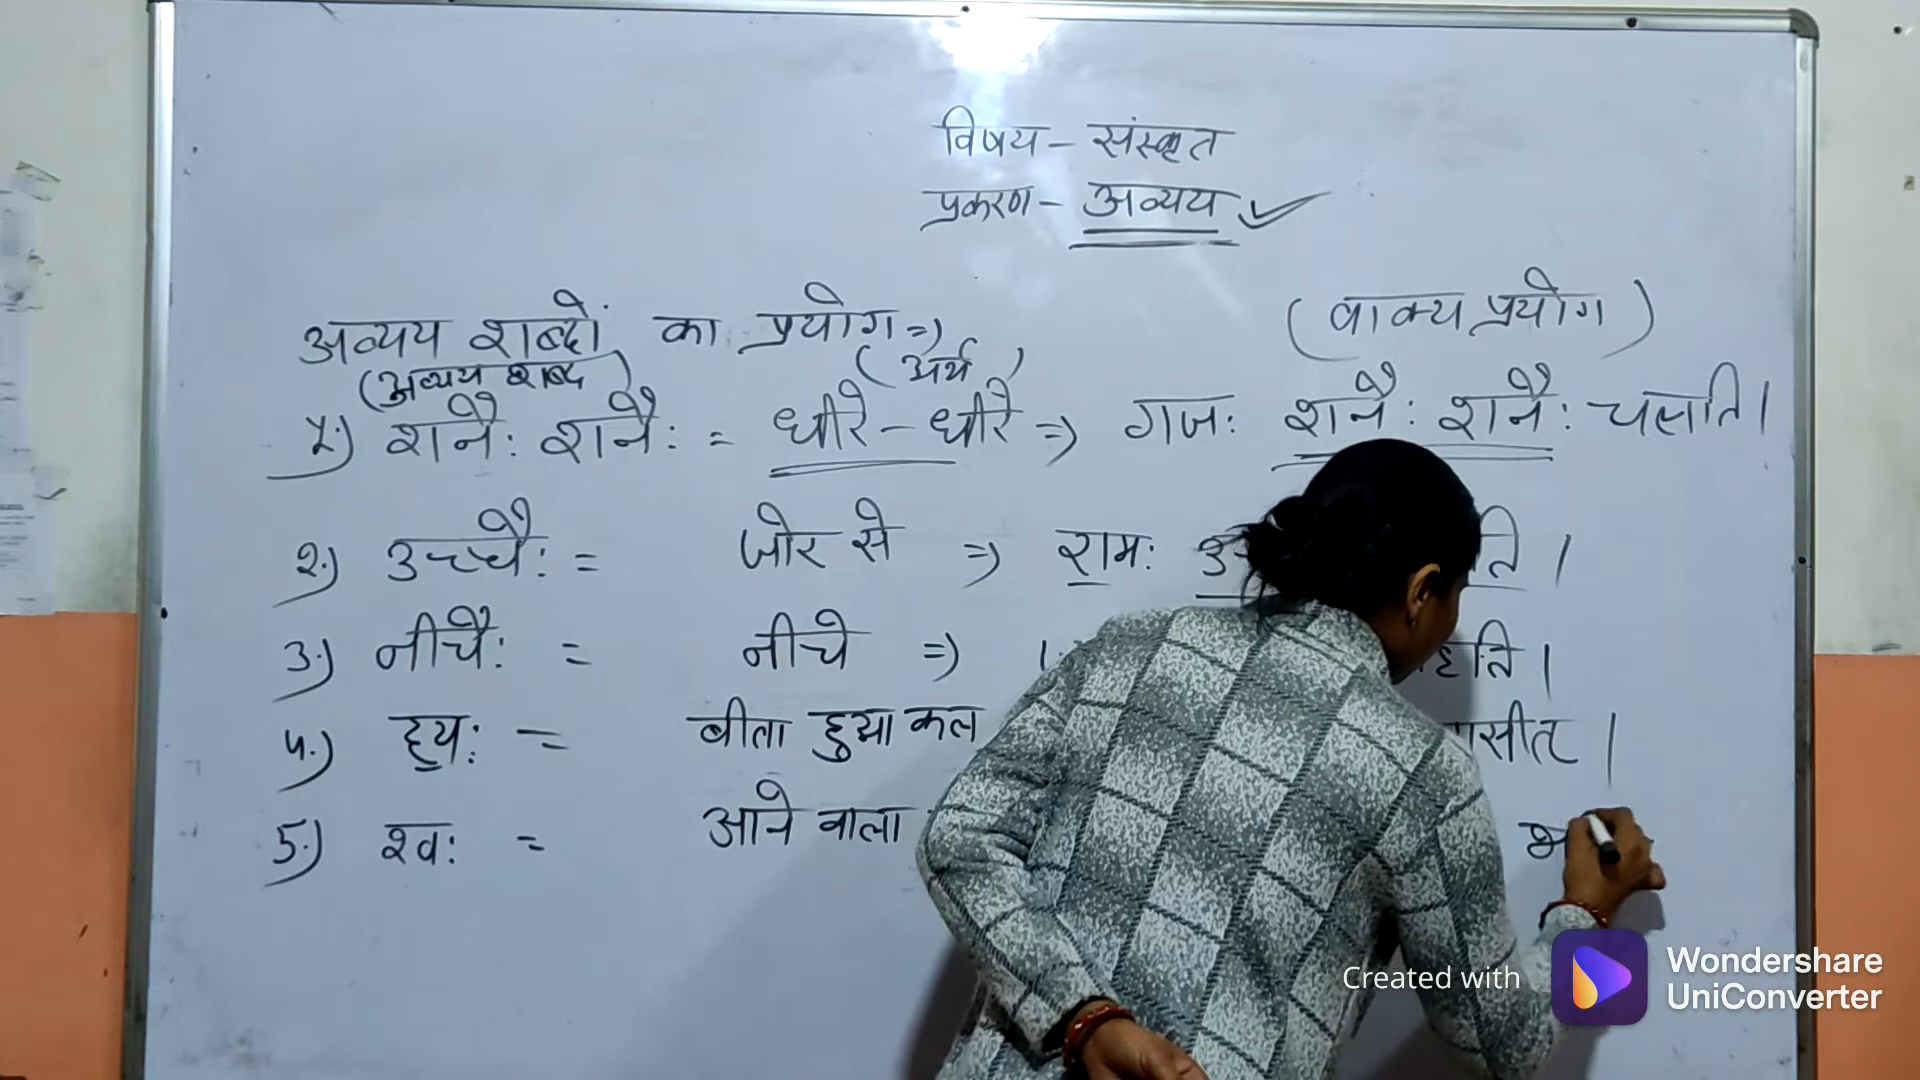 विषय - संस्कृत
प्रकरण - अव्यय ✓
अव्यय शब्दों का प्रयोग => (वाक्य प्रयोग)
(अव्यय शब्द) (अर्थ)
1.) शनैः शनैः = धीरे - धीरे => गजः शनैः शनैः चलति।
2.) उच्चैः = जोर से => रामः
3.) नीचैः = नीचे =>
4.) ह्यः = बीता हुआ कल
5.) श्वः = आने वाला
Created with Wondershare UniConverter